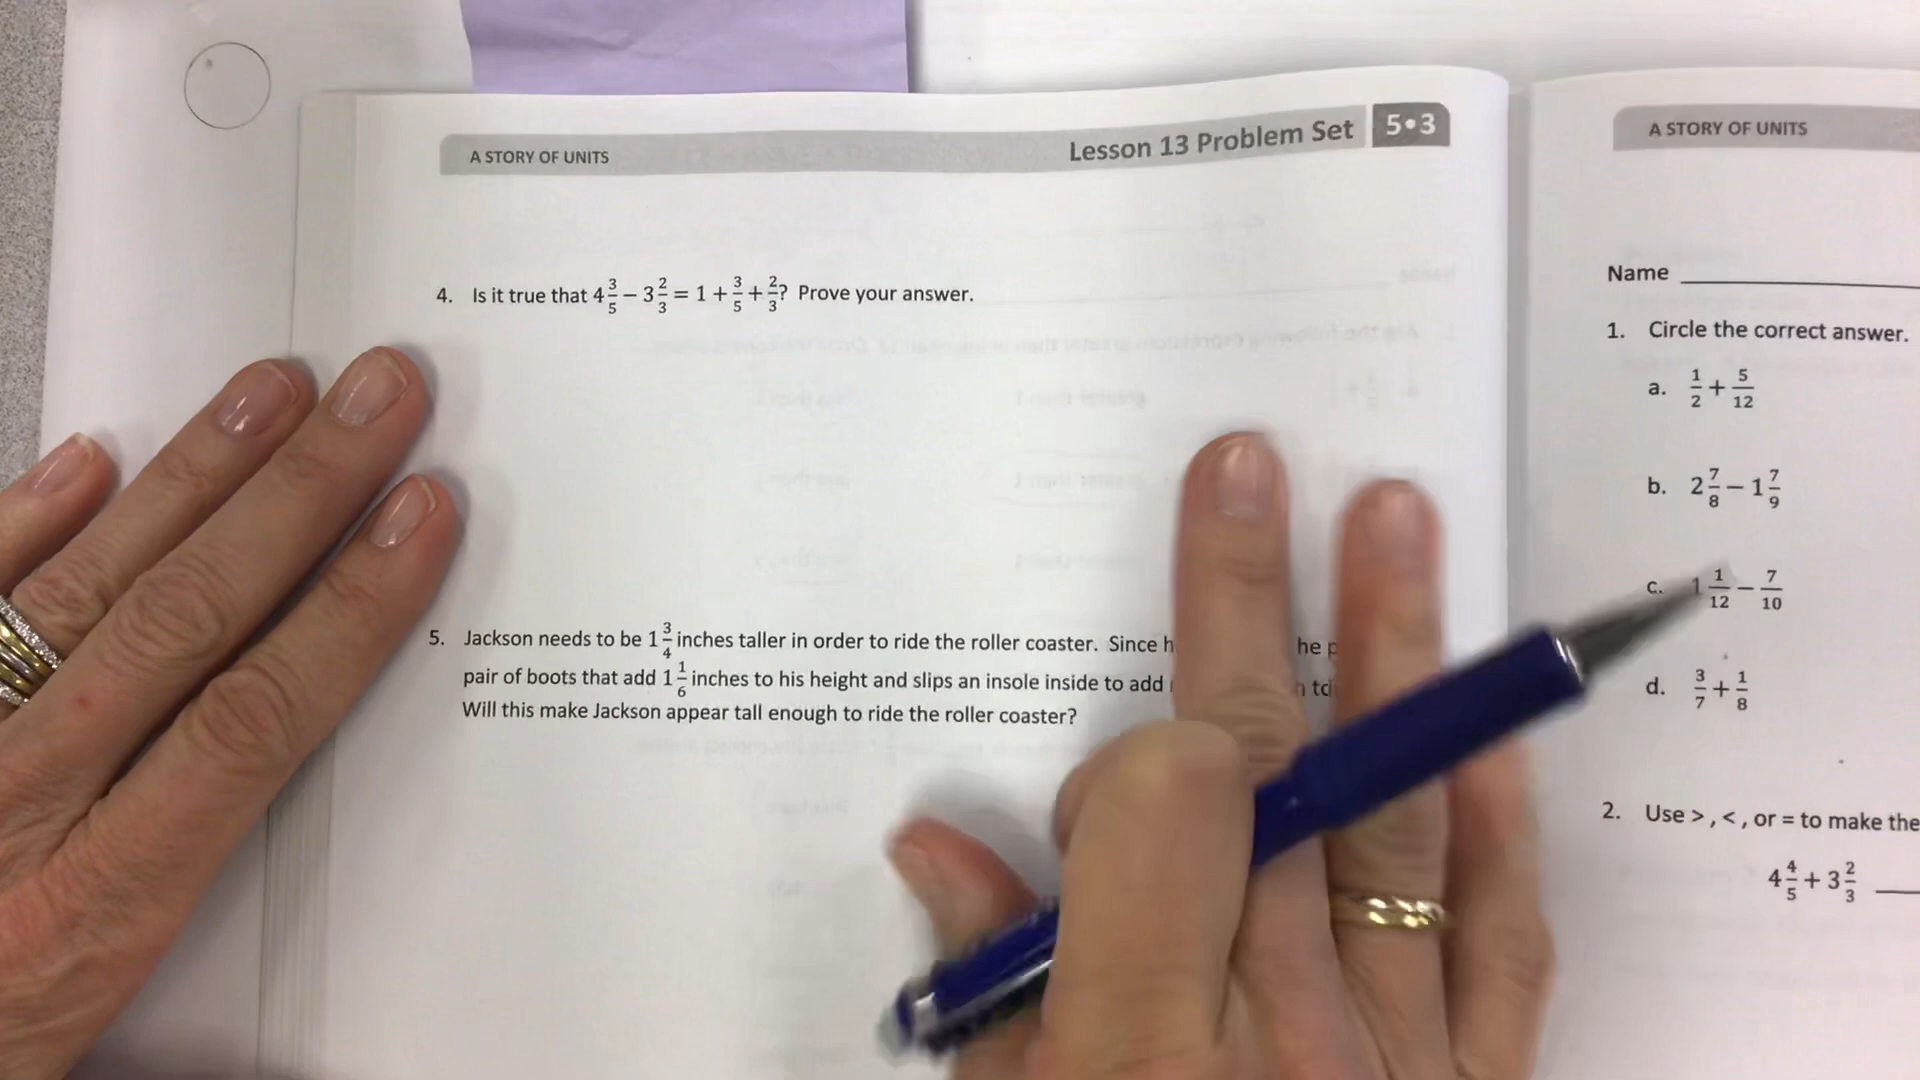 A STORY OF UNITS
Lesson 13 Problem Set 5•3
4. Is it true that 4 3/5 − 3 2/3 = 1 + 3/5 + 2/3? Prove your answer.
5. Jackson needs to be 1 3/4 inches taller in order to ride the roller coaster. Since he
pair of boots that add 1 1/6 inches to his height and slips an insole inside to add
Will this make Jackson appear tall enough to ride the roller coaster?
A STORY OF UNITS
Name
1. Circle the correct answer.
a. 1/2 + 5/12
b. 2 7/8 − 1 7/9
c. 1 1/12 − 7/10
d. 3/7 + 1/8
2. Use >, <, or = to make the
4 4/5 + 3 2/3